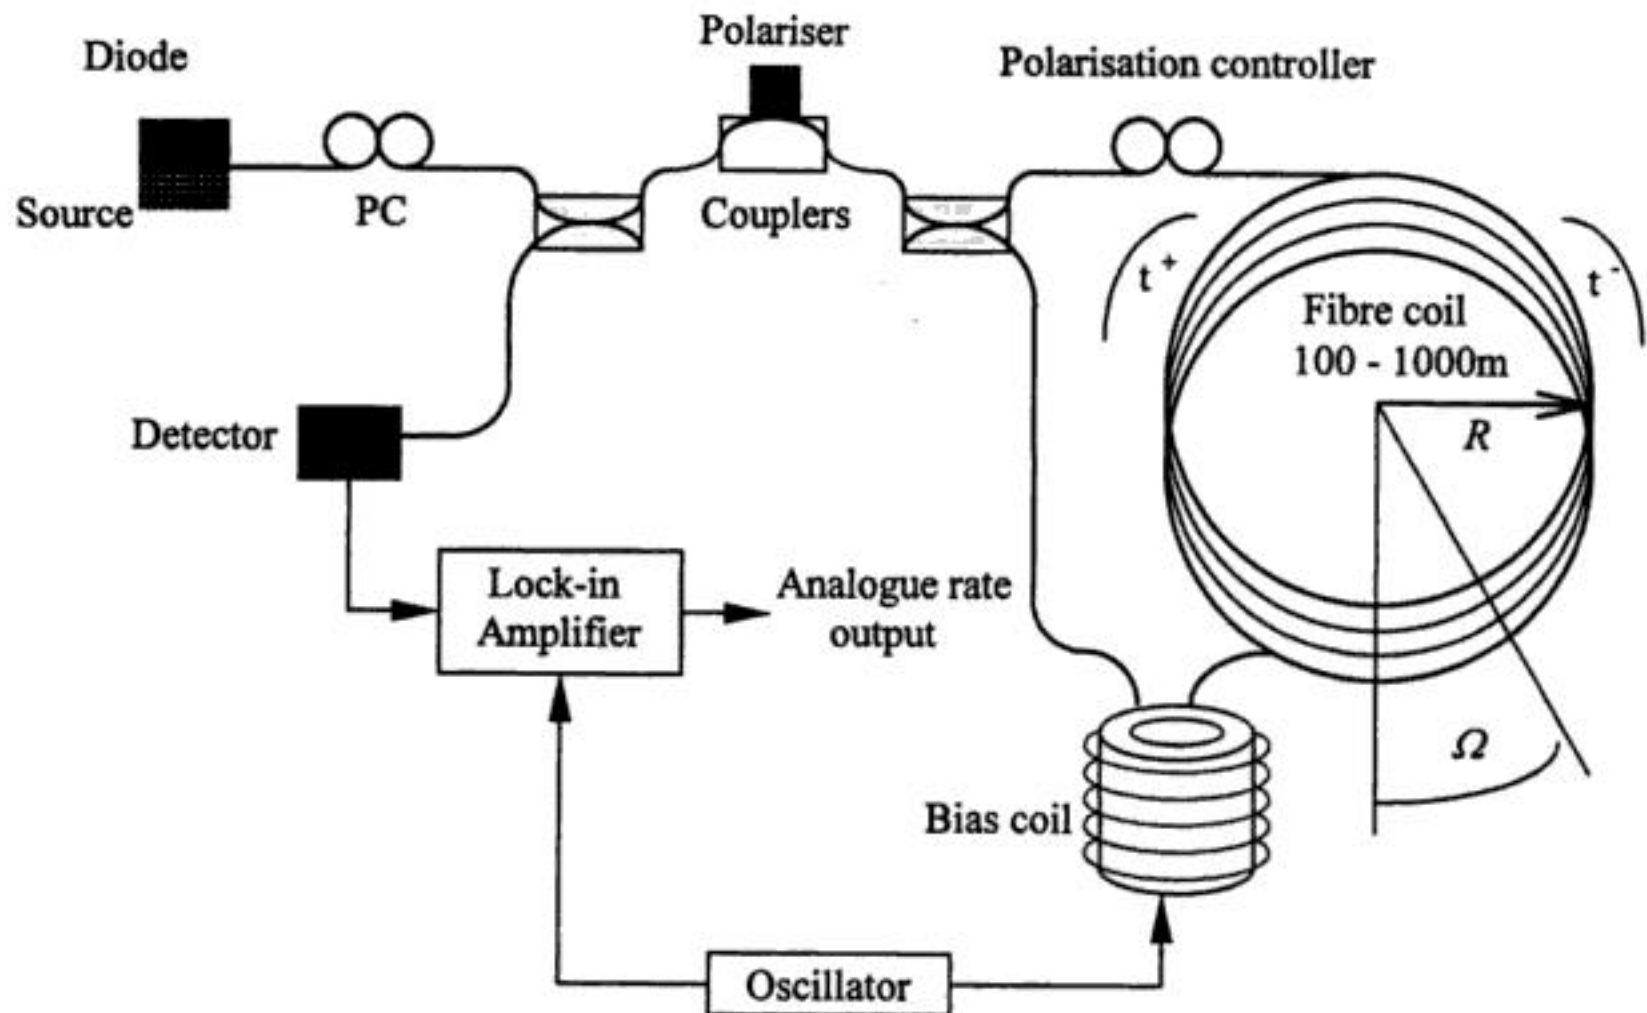 Diode
Source
PC
Polariser
Couplers
Polarisation controller
t +
t -
Fibre coil
100 - 1000m
R
Detector
Lock-in
Amplifier
Analogue rate
output
Bias coil
Ω
Oscillator